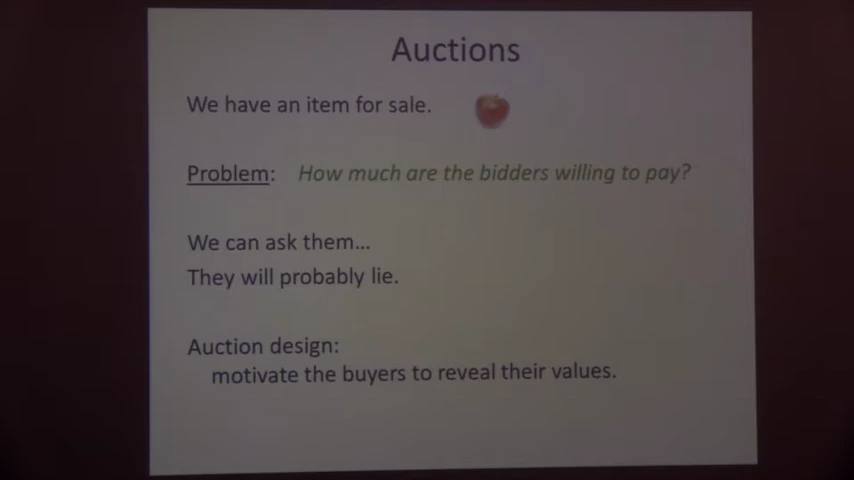 Auctions
We have an item for sale.
Problem: How much are the bidders willing to pay?
We can ask them...
They will probably lie.
Auction design:
motivate the buyers to reveal their values.